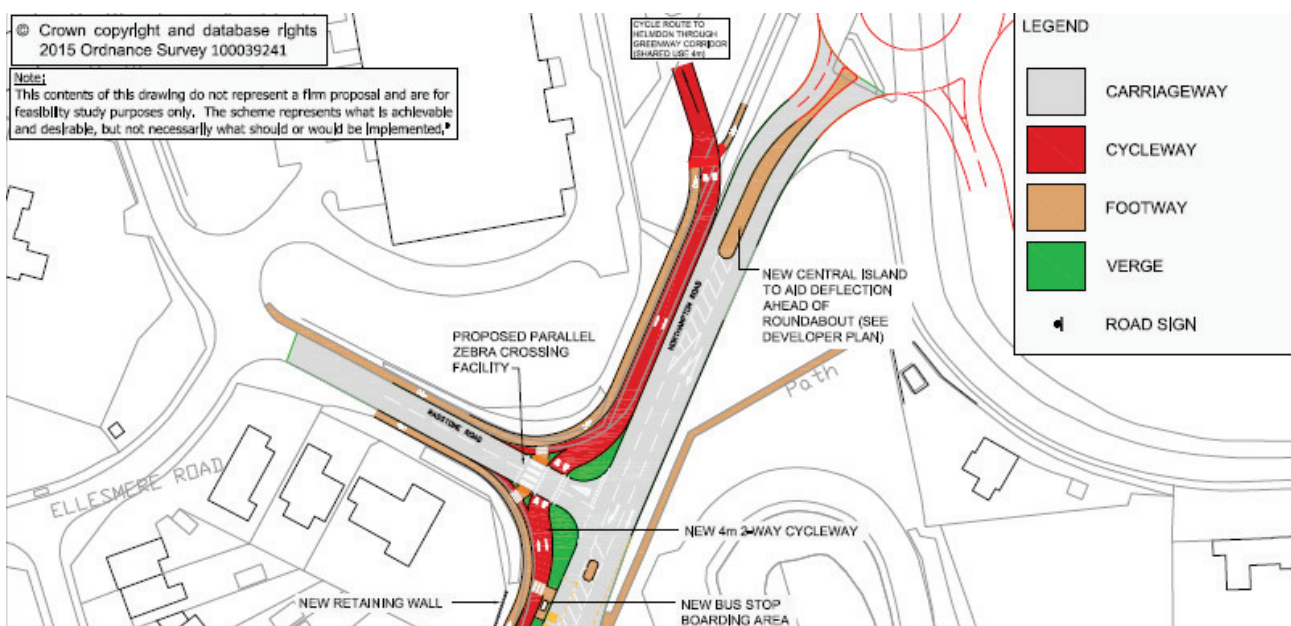 © Crown copyright and database rights
2015 Ordnance Survey 100039241
Note:
This contents of this drawing do not represent a firm proposal and are for
feasibility study purposes only. The scheme represents what is achievable
and desirable, but not necessarily what should or would be implemented."
CYCLE ROUTE TO
HELMDON THROUGH
GREENWAY CORRIDOR
(SHARED USE 4m)
LEGEND
CARRIAGEWAY
CYCLEWAY
FOOTWAY
VERGE
ROAD SIGN
NORTHAMPTON ROAD
NEW CENTRAL ISLAND
TO AID DEFLECTION
AHEAD OF
ROUNDABOUT (SEE
DEVELOPER PLAN)
PROPOSED PARALLEL
ZEBRA CROSSING
FACILITY
Path
RADSTONE ROAD
ELLESMERE ROAD
NEW 4m 2-WAY CYCLEWAY
NEW RETAINING WALL
NEW BUS STOP
BOARDING AREA